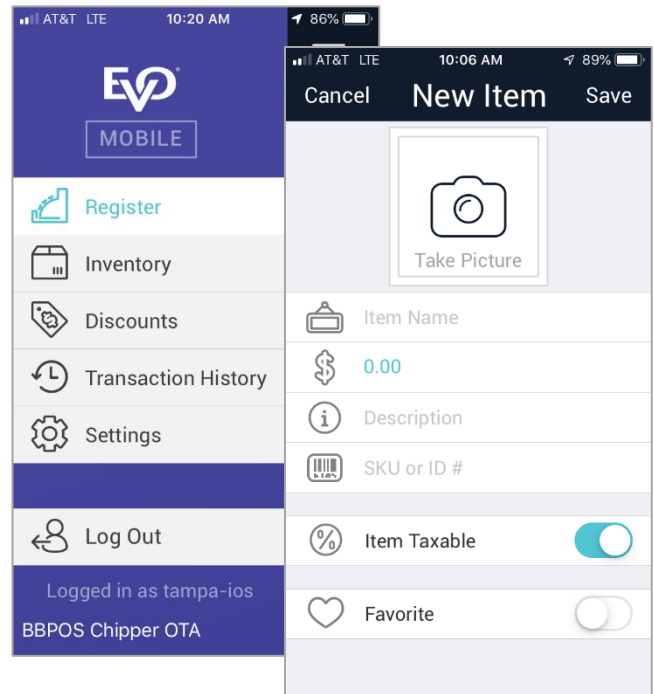 AT&T LTE 10:20 AM 86%
EVO
MOBILE
Register
Inventory
Discounts
Transaction History
Settings
Log Out
Logged in as tampa-ios
BBPOS Chipper OTA
AT&T LTE 10:06 AM 89%
Cancel New Item Save
Take Picture
Item Name
0.00
Description
SKU or ID #
Item Taxable
Favorite